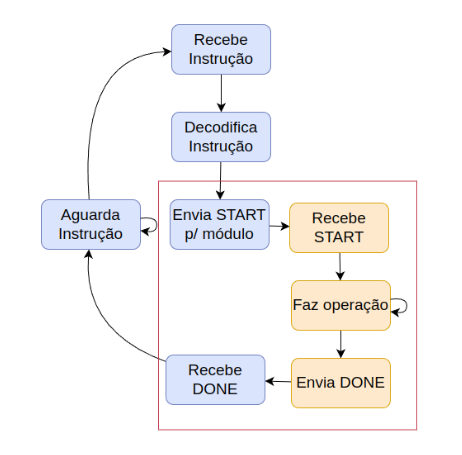 Recebe
Instrução
Decodifica
Instrução
Aguarda
Instrução
Envia START
p/ módulo
Recebe
START
Faz operação
Envia DONE
Recebe
DONE